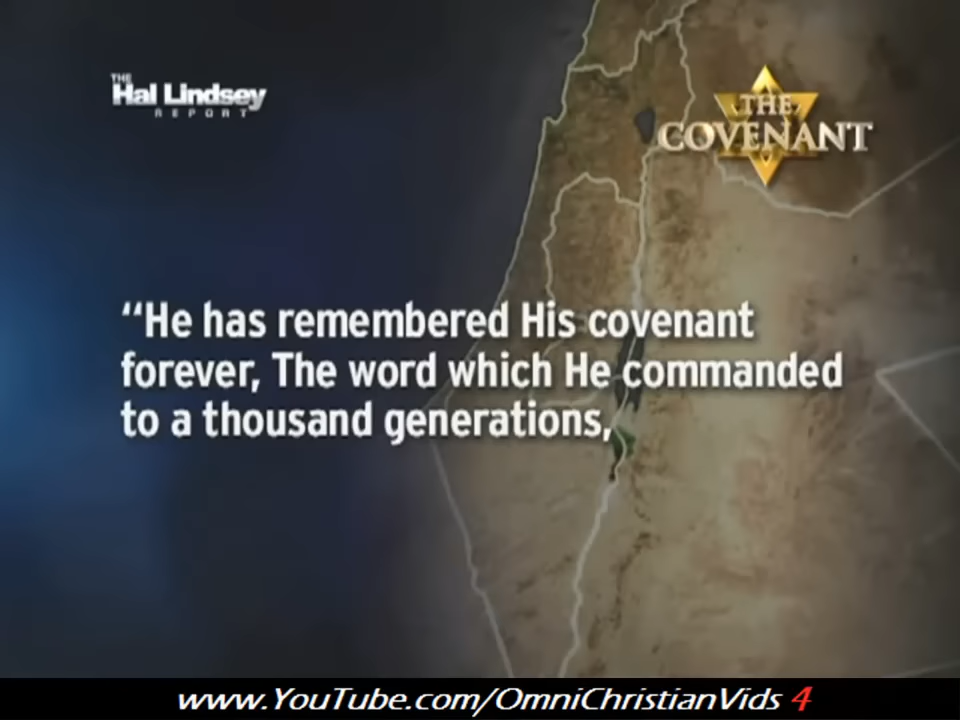 THE
Hal Lindsey
REPORT
THE
COVENANT
“He has remembered His covenant
forever, The word which He commanded
to a thousand generations,
www.YouTube.com/OmniChristianVids 4